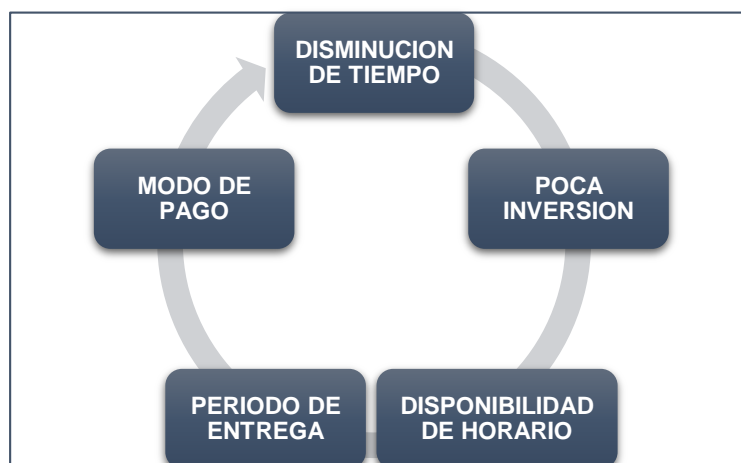 DISMINUCION
DE TIEMPO
POCA
INVERSION
DISPONIBILIDAD
DE HORARIO
PERIODO DE
ENTREGA
MODO DE
PAGO